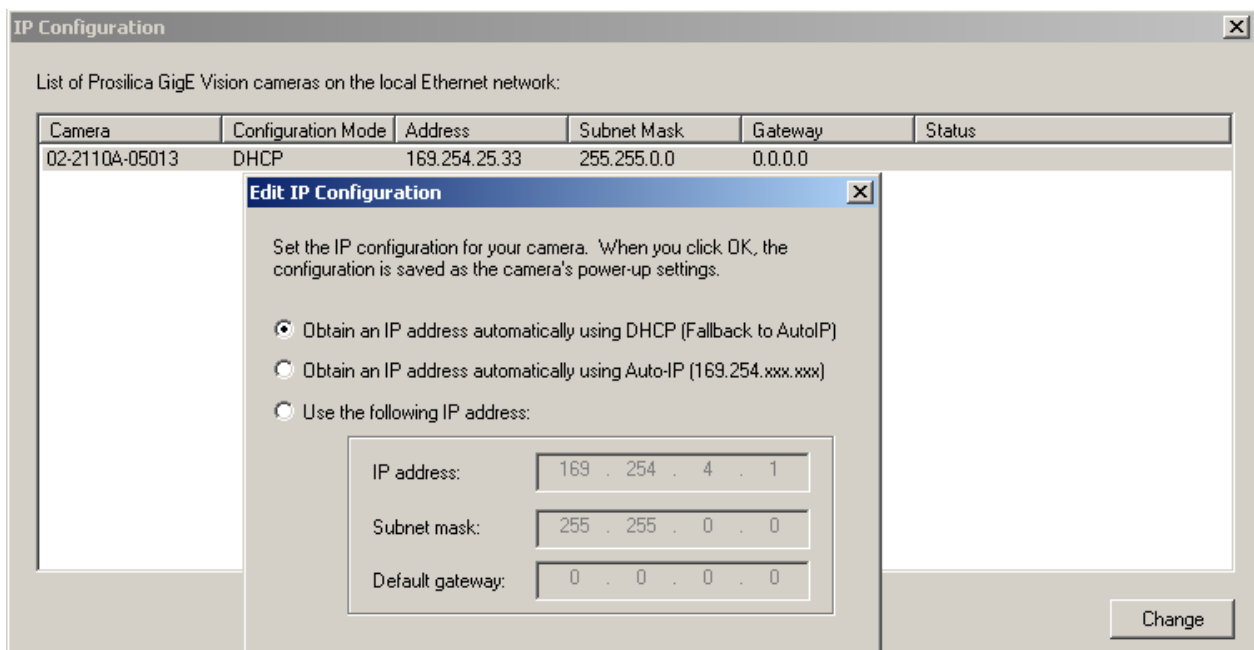 IP Configuration
List of Prosilica GigE Vision cameras on the local Ethernet network:
Camera Configuration Mode Address Subnet Mask Gateway Status
02-2110A-05013 DHCP 169.254.25.33 255.255.0.0 0.0.0.0
Edit IP Configuration
Set the IP configuration for your camera. When you click OK, the
configuration is saved as the camera's power-up settings.
Obtain an IP address automatically using DHCP (Fallback to AutoIP)
Obtain an IP address automatically using Auto-IP (169.254.xxx.xxx)
Use the following IP address:
IP address: 169 . 254 . 4 . 1
Subnet mask: 255 . 255 . 0 . 0
Default gateway: 0 . 0 . 0 . 0
Change